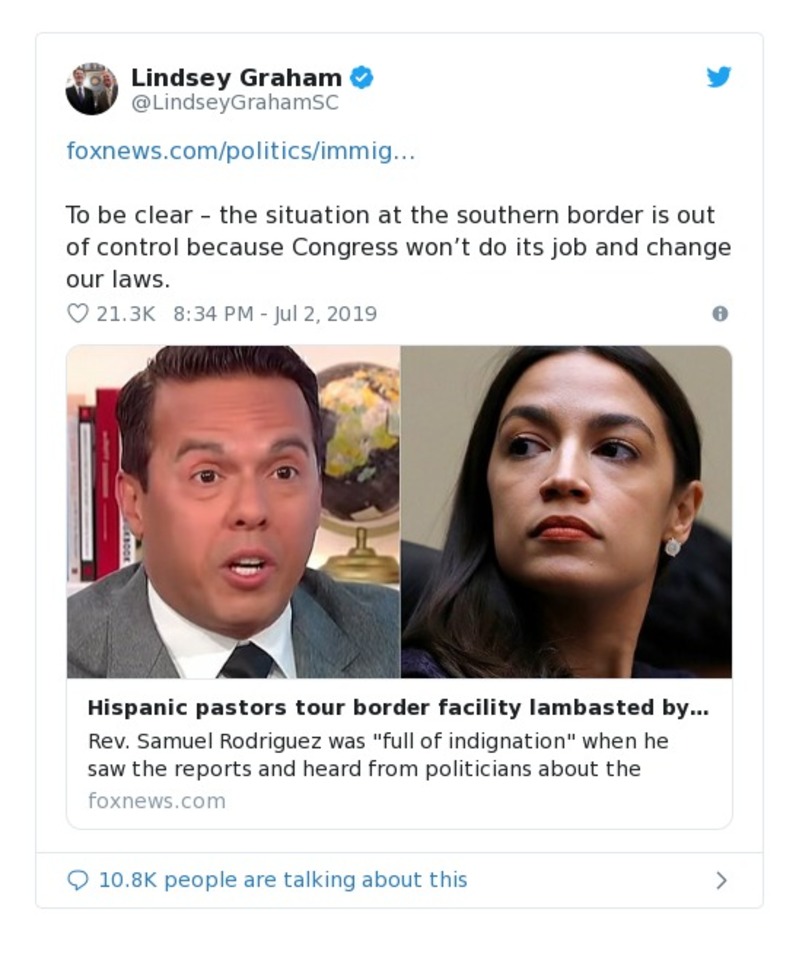 Lindsey Graham
@LindseyGrahamSC
foxnews.com/politics/immig…
To be clear – the situation at the southern border is out
of control because Congress won’t do its job and change
our laws.
21.3K 8:34 PM - Jul 2, 2019
Hispanic pastors tour border facility lambasted by…
Rev. Samuel Rodriguez was "full of indignation" when he
saw the reports and heard from politicians about the
foxnews.com
10.8K people are talking about this